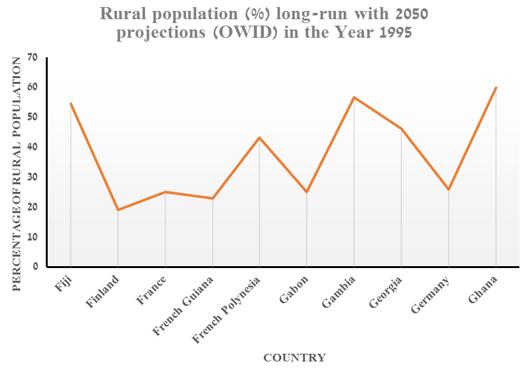 Rural population (%) long-run with 2050
projections (OWID) in the Year 1995
PERCENTAGE OF RURAL POPULATION
70
60
50
40
30
20
10
0
Fiji
Finland
France
French Guiana
French Polynesia
Gabon
Gambia
Georgia
Germany
Ghana
COUNTRY